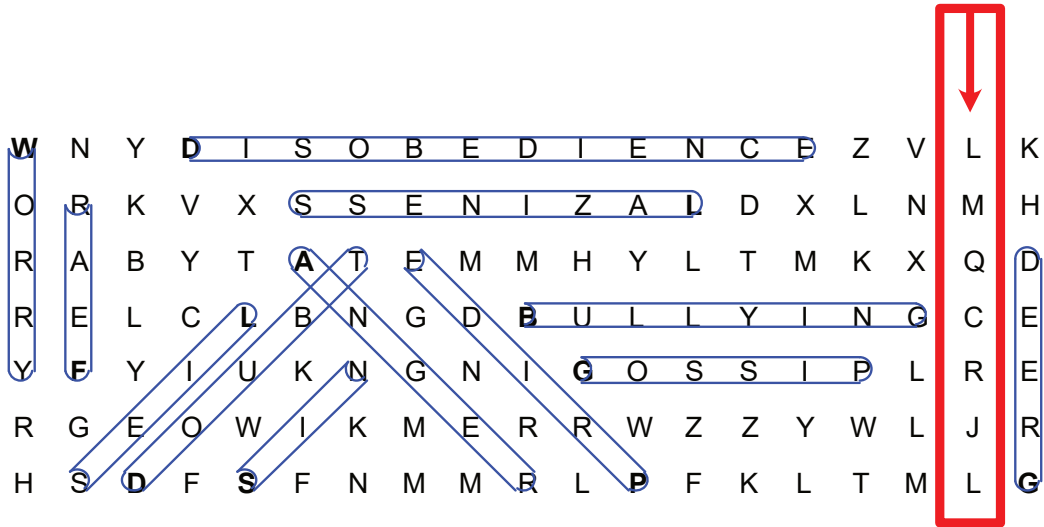 W N Y D I S O B E D I E N C E Z V L K
O R K V X S S E N I Z A L D X L N M H
R A B Y T A T E M M H Y L T M K X Q D
R E L C L B N G D B U L L Y I N G C E
Y F Y I U K N G N I G O S S I P L R E
R G E O W I K M E R R W Z Z Y W L J R
H S D F S F N M M R L P F K L T M L G